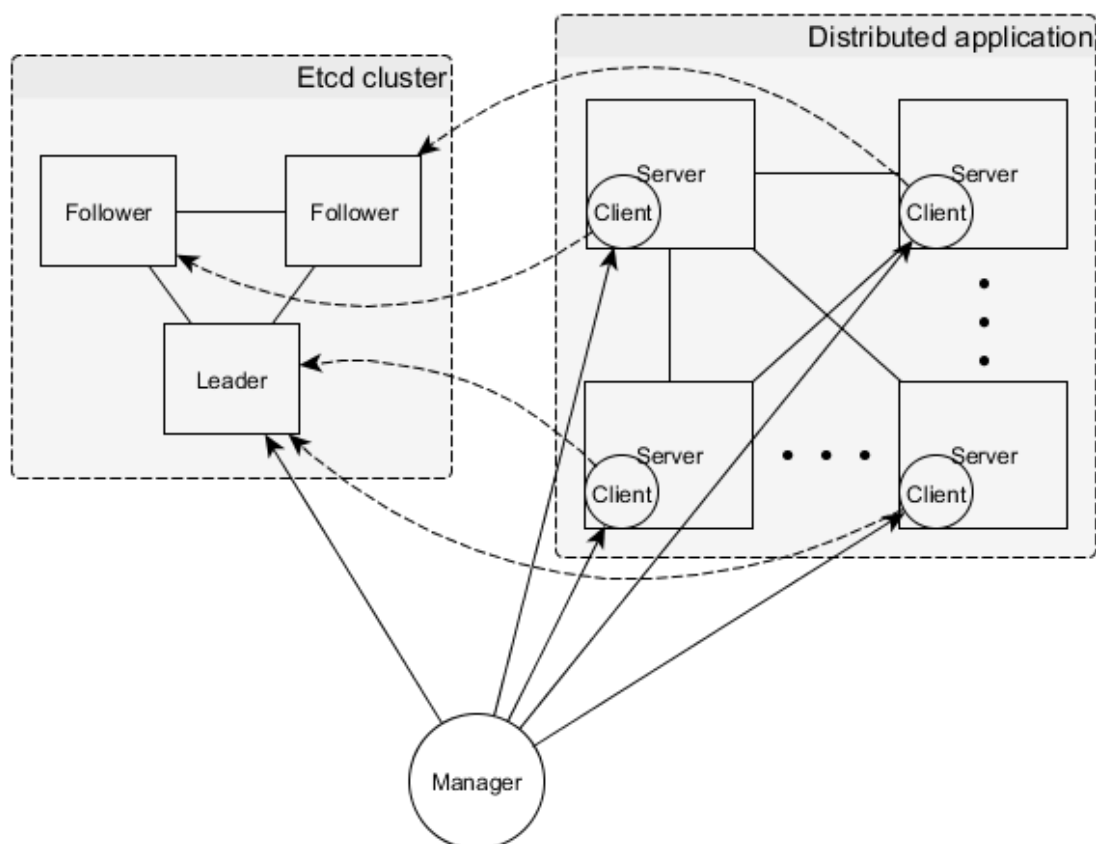 Distributed application
Etcd cluster
Server
Server
Follower
Follower
Client
Client
Leader
Server
Server
Client
Client
Manager